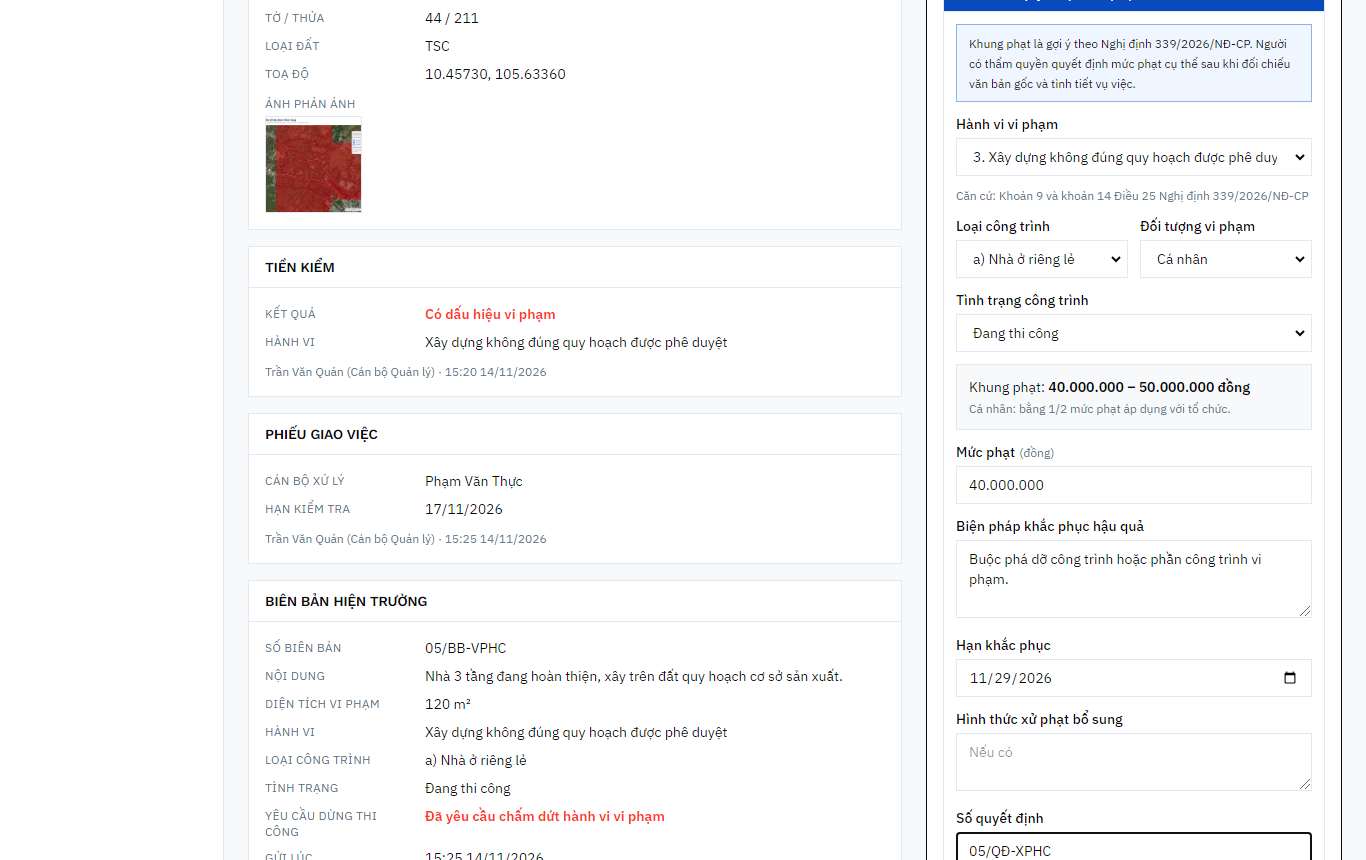 TỜ / THỬA
44 / 211
LOẠI ĐẤT
TSC
TOẠ ĐỘ
10.45730, 105.63360
ẢNH PHẢN ÁNH
TIỀN KIỂM
KẾT QUẢ
Có dấu hiệu vi phạm
HÀNH VI
Xây dựng không đúng quy hoạch được phê duyệt
Trần Văn Quản (Cán bộ Quản lý) · 15:20 14/11/2026
PHIẾU GIAO VIỆC
CÁN BỘ XỬ LÝ
Phạm Văn Thực
HẠN KIỂM TRA
17/11/2026
Trần Văn Quản (Cán bộ Quản lý) · 15:25 14/11/2026
BIÊN BẢN HIỆN TRƯỜNG
SỐ BIÊN BẢN
05/BB-VPHC
NỘI DUNG
Nhà 3 tầng đang hoàn thiện, xây trên đất quy hoạch cơ sở sản xuất.
DIỆN TÍCH VI PHẠM
120 m²
HÀNH VI
Xây dựng không đúng quy hoạch được phê duyệt
LOẠI CÔNG TRÌNH
a) Nhà ở riêng lẻ
TÌNH TRẠNG
Đang thi công
YÊU CẦU DỪNG THI
CÔNG
Đã yêu cầu chấm dứt hành vi vi phạm
GỬI LÚC
15:25 14/11/2026
Khung phạt là gợi ý theo Nghị định 339/2026/NĐ-CP. Người
có thẩm quyền quyết định mức phạt cụ thể sau khi đối chiếu
văn bản gốc và tình tiết vụ việc.
Hành vi vi phạm
3. Xây dựng không đúng quy hoạch được phê duy
Căn cứ: Khoản 9 và khoản 14 Điều 25 Nghị định 339/2026/NĐ-CP
Loại công trình
Đối tượng vi phạm
a) Nhà ở riêng lẻ
Cá nhân
Tình trạng công trình
Đang thi công
Khung phạt: 40.000.000 – 50.000.000 đồng
Cá nhân: bằng 1/2 mức phạt áp dụng với tổ chức.
Mức phạt (đồng)
40.000.000
Biện pháp khắc phục hậu quả
Buộc phá dỡ công trình hoặc phần công trình vi
phạm.
Hạn khắc phục
11/29/2026
Hình thức xử phạt bổ sung
Nếu có
Số quyết định
05/QĐ-XPHC